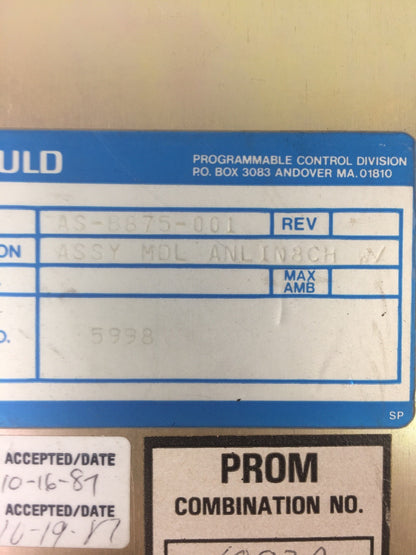 ULD
PROGRAMMABLE CONTROL DIVISION
P.O. BOX 3083 ANDOVER MA. 01810
AS-8875-001 REV
ON ASSY MDL ANLIN8CH W/
MAX
AMB
O. 5998
SP
ACCEPTED/DATE
10-16-87
ACCEPTED/DATE
10-19-87
PROM
COMBINATION NO.